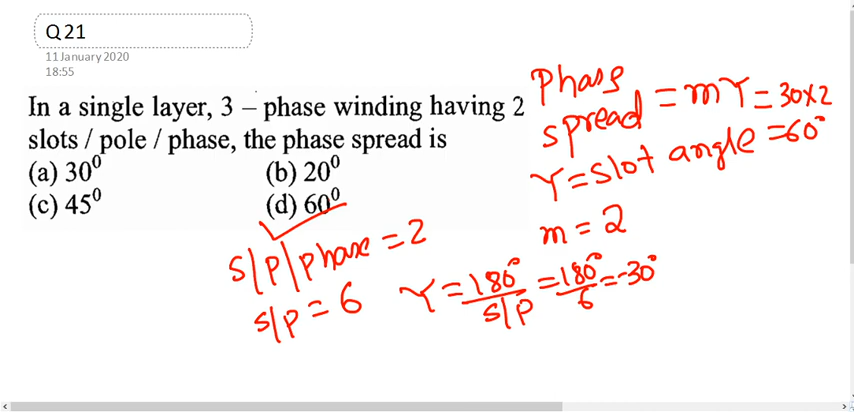 Q21
11 January 2020
18:55
In a single layer, 3 – phase winding having 2
slots / pole / phase, the phase spread is
(a) 30⁰ (b) 20⁰
(c) 45⁰ (d) 60⁰
Phase
spread = mγ = 30×2
γ = slot angle = 60°
m = 2
s|p|phase = 2
s/p = 6
γ = 180°/s|p = 180°/6 = 30°